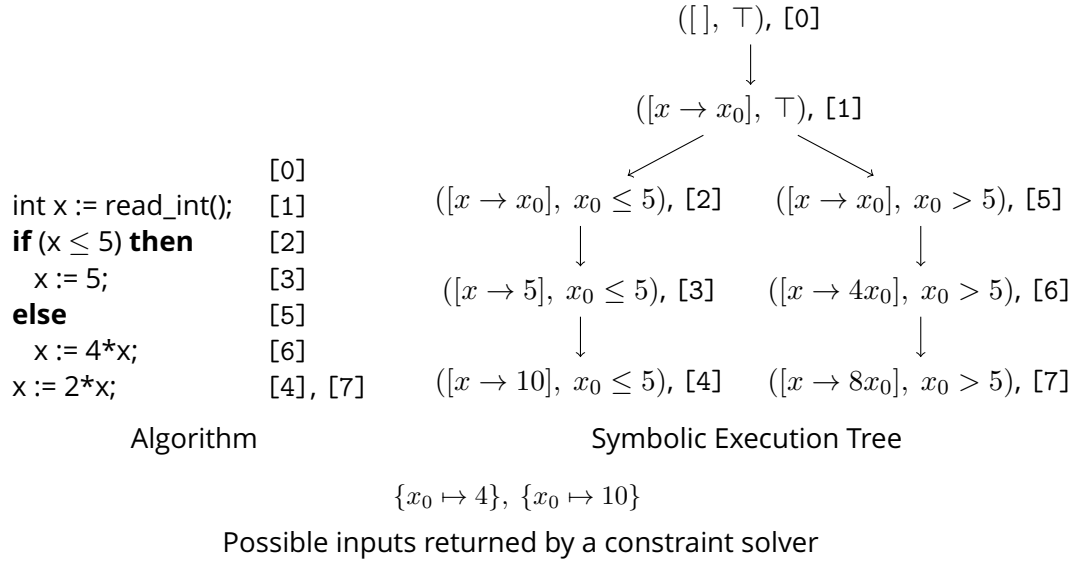 ([ ], ⊤), [0]
([x → x₀], ⊤), [1]
([x → x₀], x₀ ≤ 5), [2]
([x → x₀], x₀ > 5), [5]
([x → 5], x₀ ≤ 5), [3]
([x → 4x₀], x₀ > 5), [6]
([x → 10], x₀ ≤ 5), [4]
([x → 8x₀], x₀ > 5), [7]
[0]
int x := read_int(); [1]
if (x ≤ 5) then [2]
x := 5; [3]
else [5]
x := 4*x; [6]
x := 2*x; [4], [7]
Algorithm
Symbolic Execution Tree
{x₀ ↦ 4}, {x₀ ↦ 10}
Possible inputs returned by a constraint solver